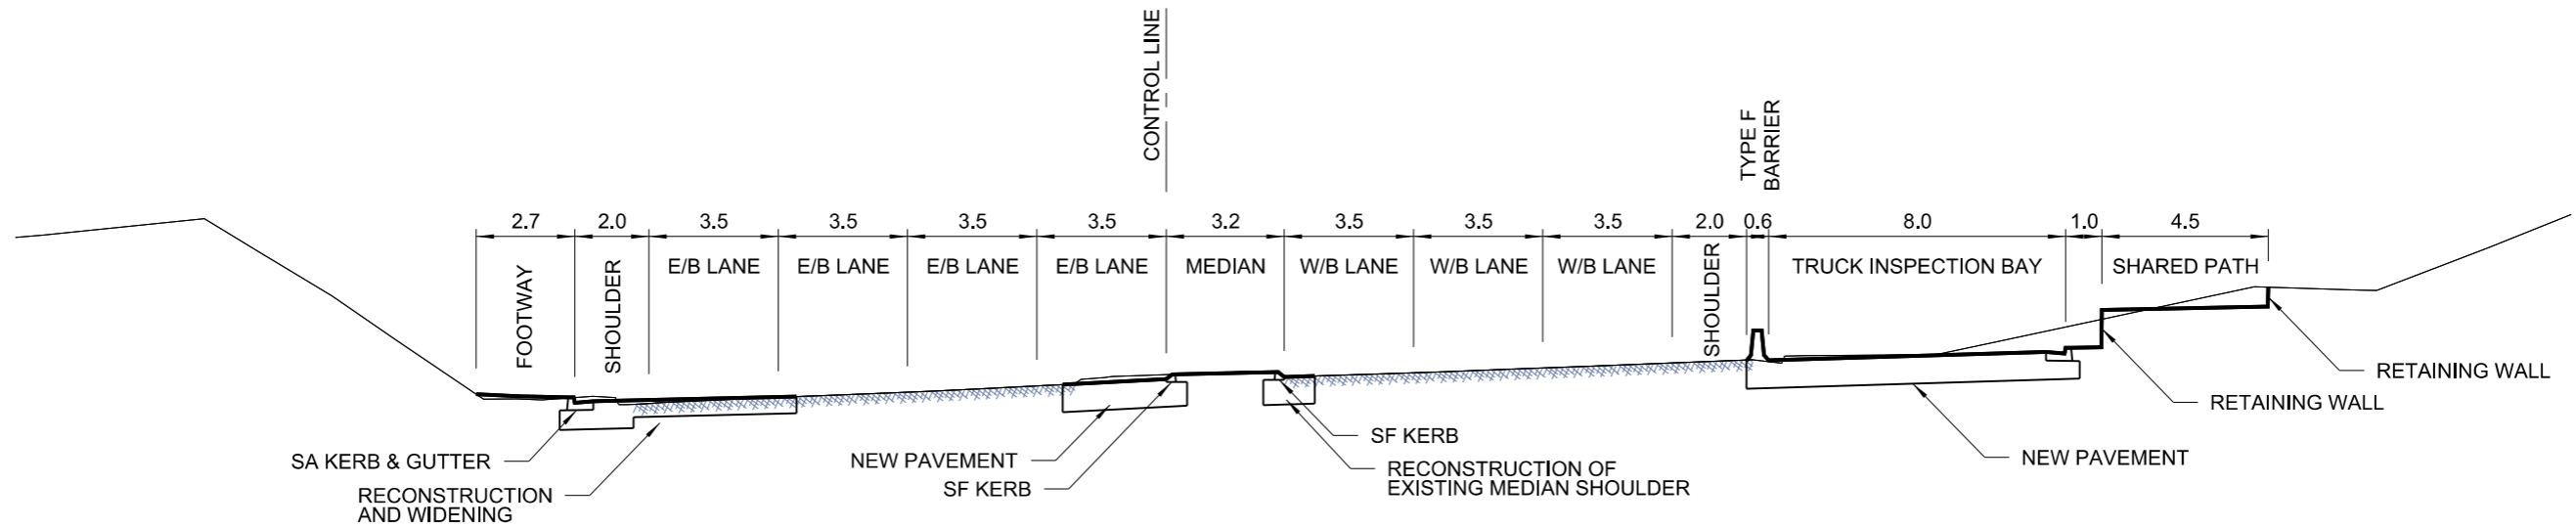 CONTROL LINE
TYPE F
BARRIER
2.7 2.0 3.5 3.5 3.5 3.5 3.2 3.5 3.5 3.5 2.0 0.6 8.0 1.0 4.5
FOOTWAY
SHOULDER
E/B LANE
E/B LANE
E/B LANE
E/B LANE
MEDIAN
W/B LANE
W/B LANE
W/B LANE
SHOULDER
TRUCK INSPECTION BAY
SHARED PATH
SA KERB & GUTTER
RECONSTRUCTION
AND WIDENING
NEW PAVEMENT
SF KERB
SF KERB
RECONSTRUCTION OF
EXISTING MEDIAN SHOULDER
RETAINING WALL
RETAINING WALL
NEW PAVEMENT